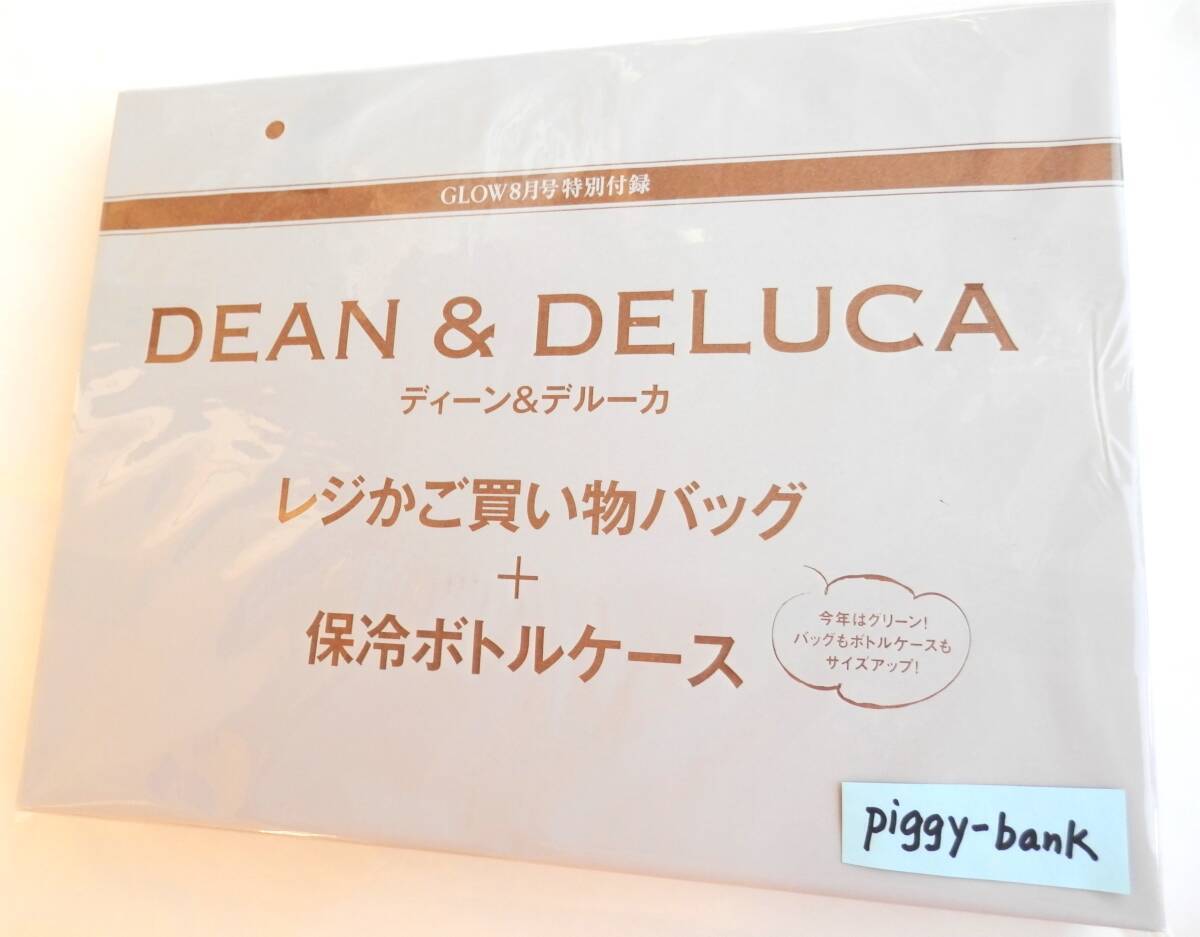 GLOW8月号特別付録
DEAN & DELUCA
ディーン&デルーカ
レジかご買い物バッグ
+
保冷ボトルケース
今年はグリーン!
バッグもボトルケースも
サイズアップ!
piggy-bank